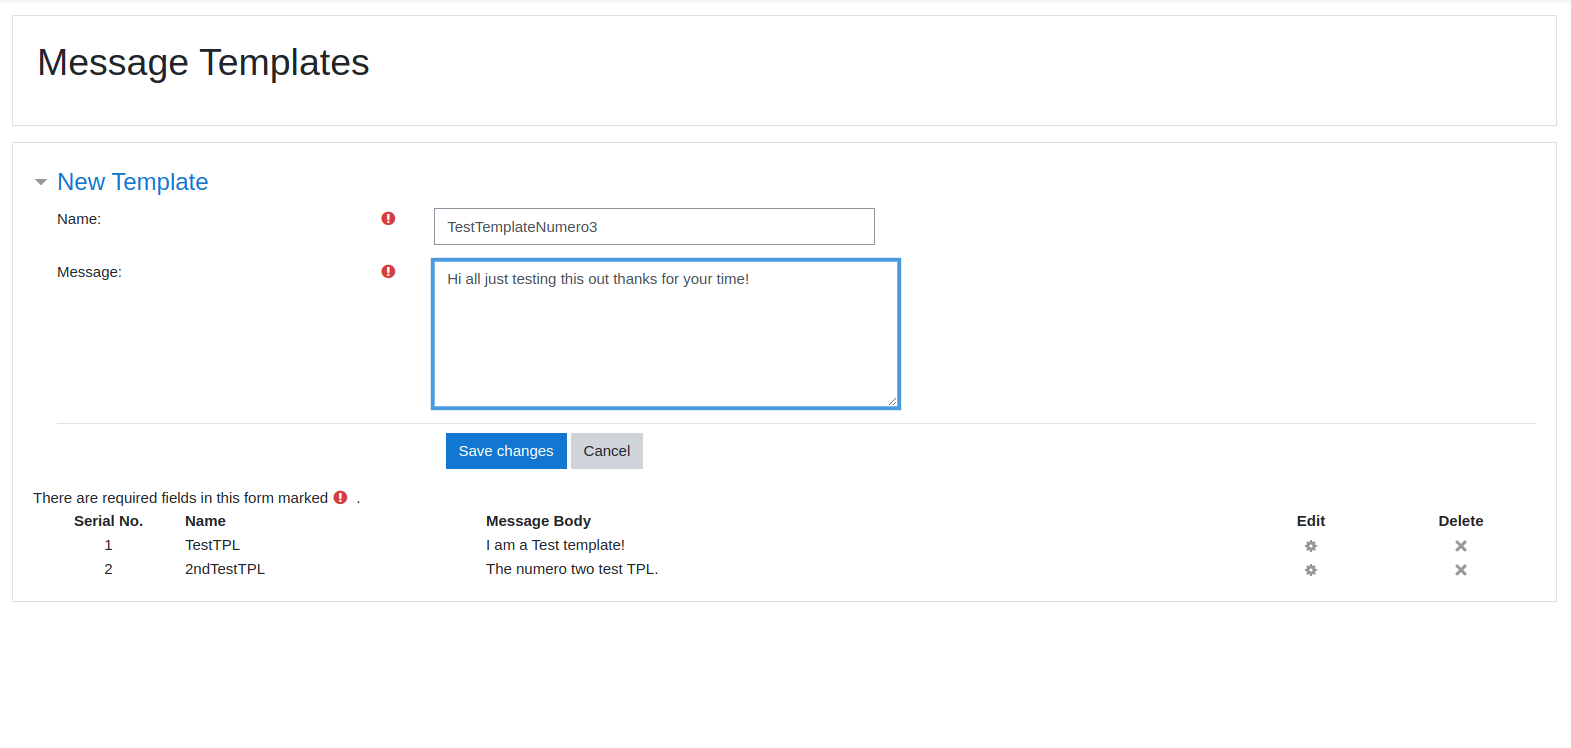 Message Templates
New Template
Name:
TestTemplateNumero3
Message:
Hi all just testing this out thanks for your time!
Save changes Cancel
There are required fields in this form marked .
Serial No. Name Message Body Edit Delete
1 TestTPL I am a Test template!
2 2ndTestTPL The numero two test TPL.